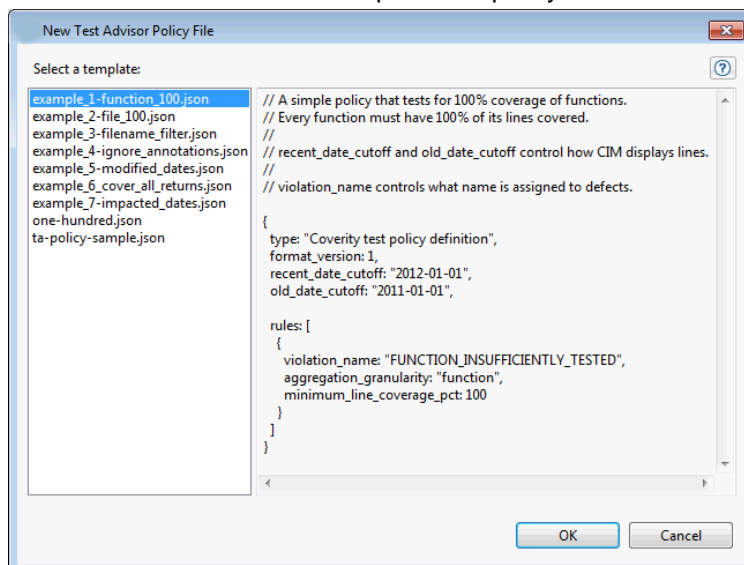 New Test Advisor Policy File
Select a template:
example_1-function_100.json
example_2-file_100.json
example_3-filename_filter.json
example_4-ignore_annotations.json
example_5-modified_dates.json
example_6_cover_all_returns.json
example_7-impacted_dates.json
one-hundred.json
ta-policy-sample.json
// A simple policy that tests for 100% coverage of functions.
// Every function must have 100% of its lines covered.
//
// recent_date_cutoff and old_date_cutoff control how CIM displays lines.
//
// violation_name controls what name is assigned to defects.
{
type: "Coverity test policy definition",
format_version: 1,
recent_date_cutoff: "2012-01-01",
old_date_cutoff: "2011-01-01",
rules: [
{
violation_name: "FUNCTION_INSUFFICIENTLY_TESTED",
aggregation_granularity: "function",
minimum_line_coverage_pct: 100
}
]
}
OK
Cancel